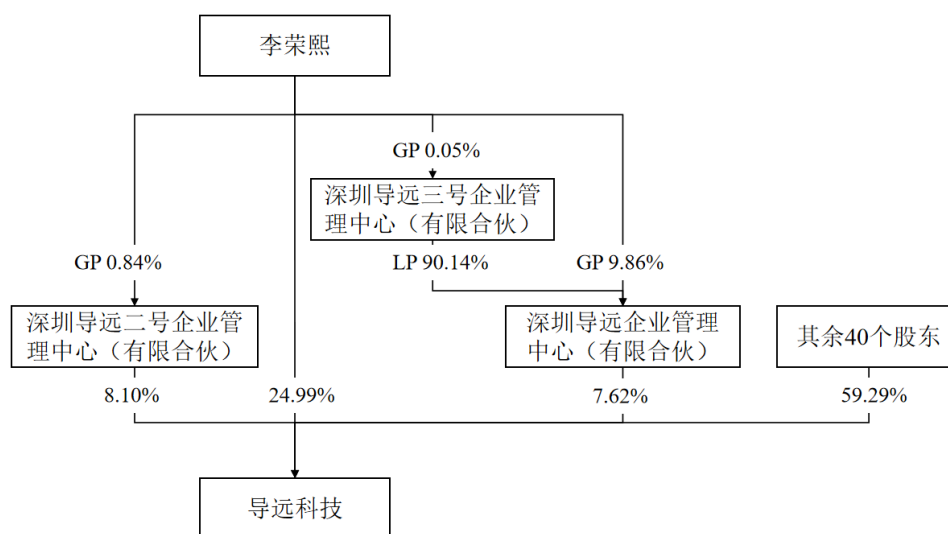 李荣熙
GP 0.05%
深圳导远三号企业管
理中心（有限合伙）
GP 0.84%
LP 90.14%
GP 9.86%
深圳导远二号企业管
理中心（有限合伙）
深圳导远企业管理
中心（有限合伙）
其余40个股东
8.10%
24.99%
7.62%
59.29%
导远科技